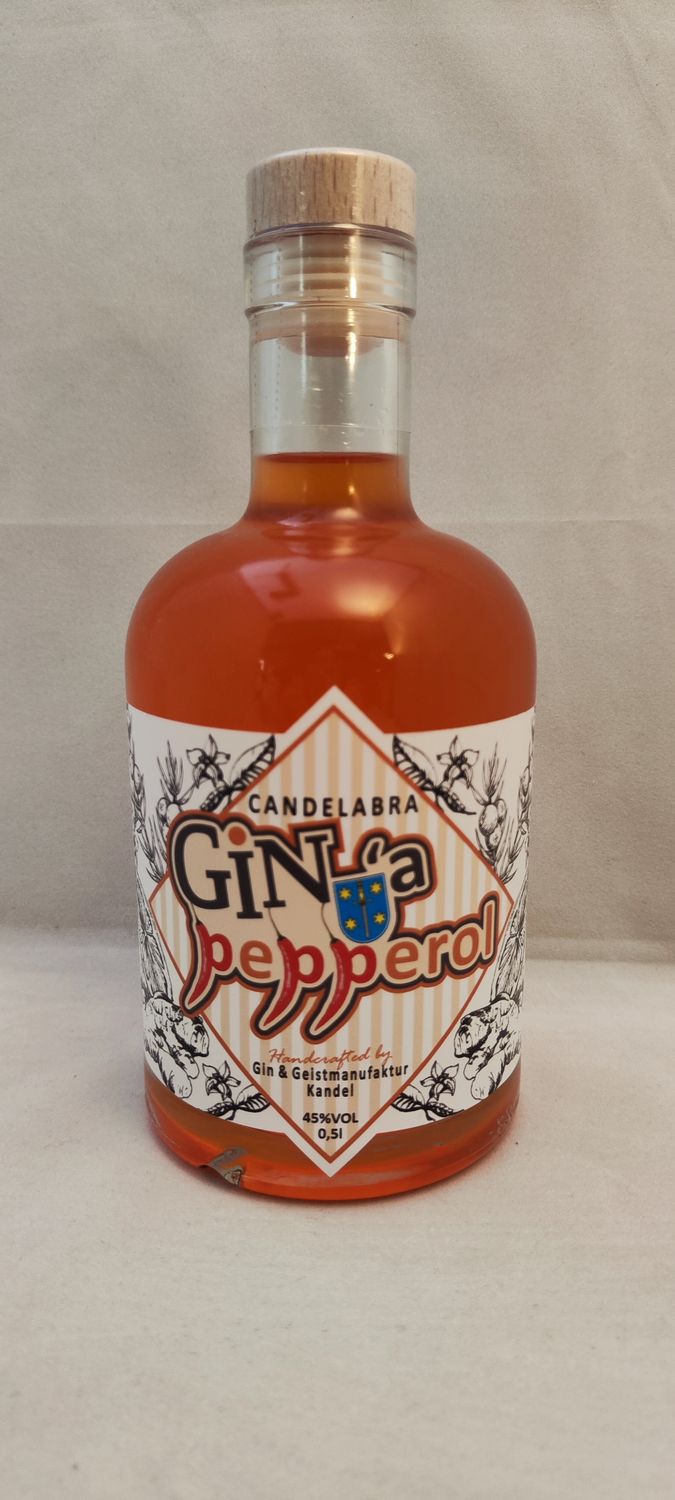 CANDELABRA
GiN-'a
pepperol
Handcrafted by
Gin & Geistmanufaktur
Kandel
45%VOL
0,5l